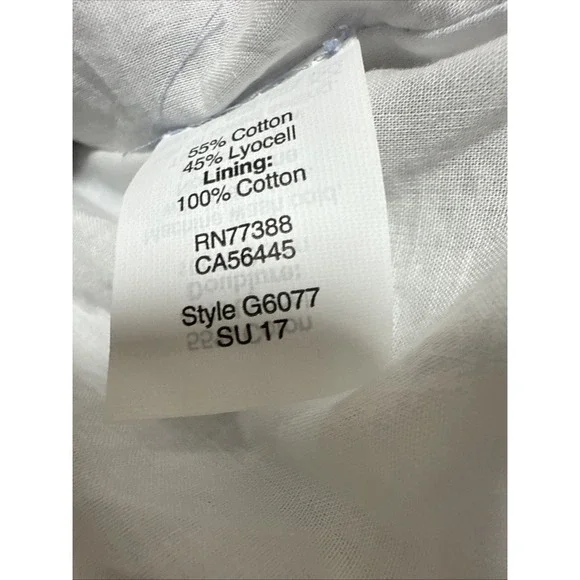 55% Cotton
45% Lyocell
Lining:
100% Cotton
RN77388
CA56445
Style G6077
SU 17